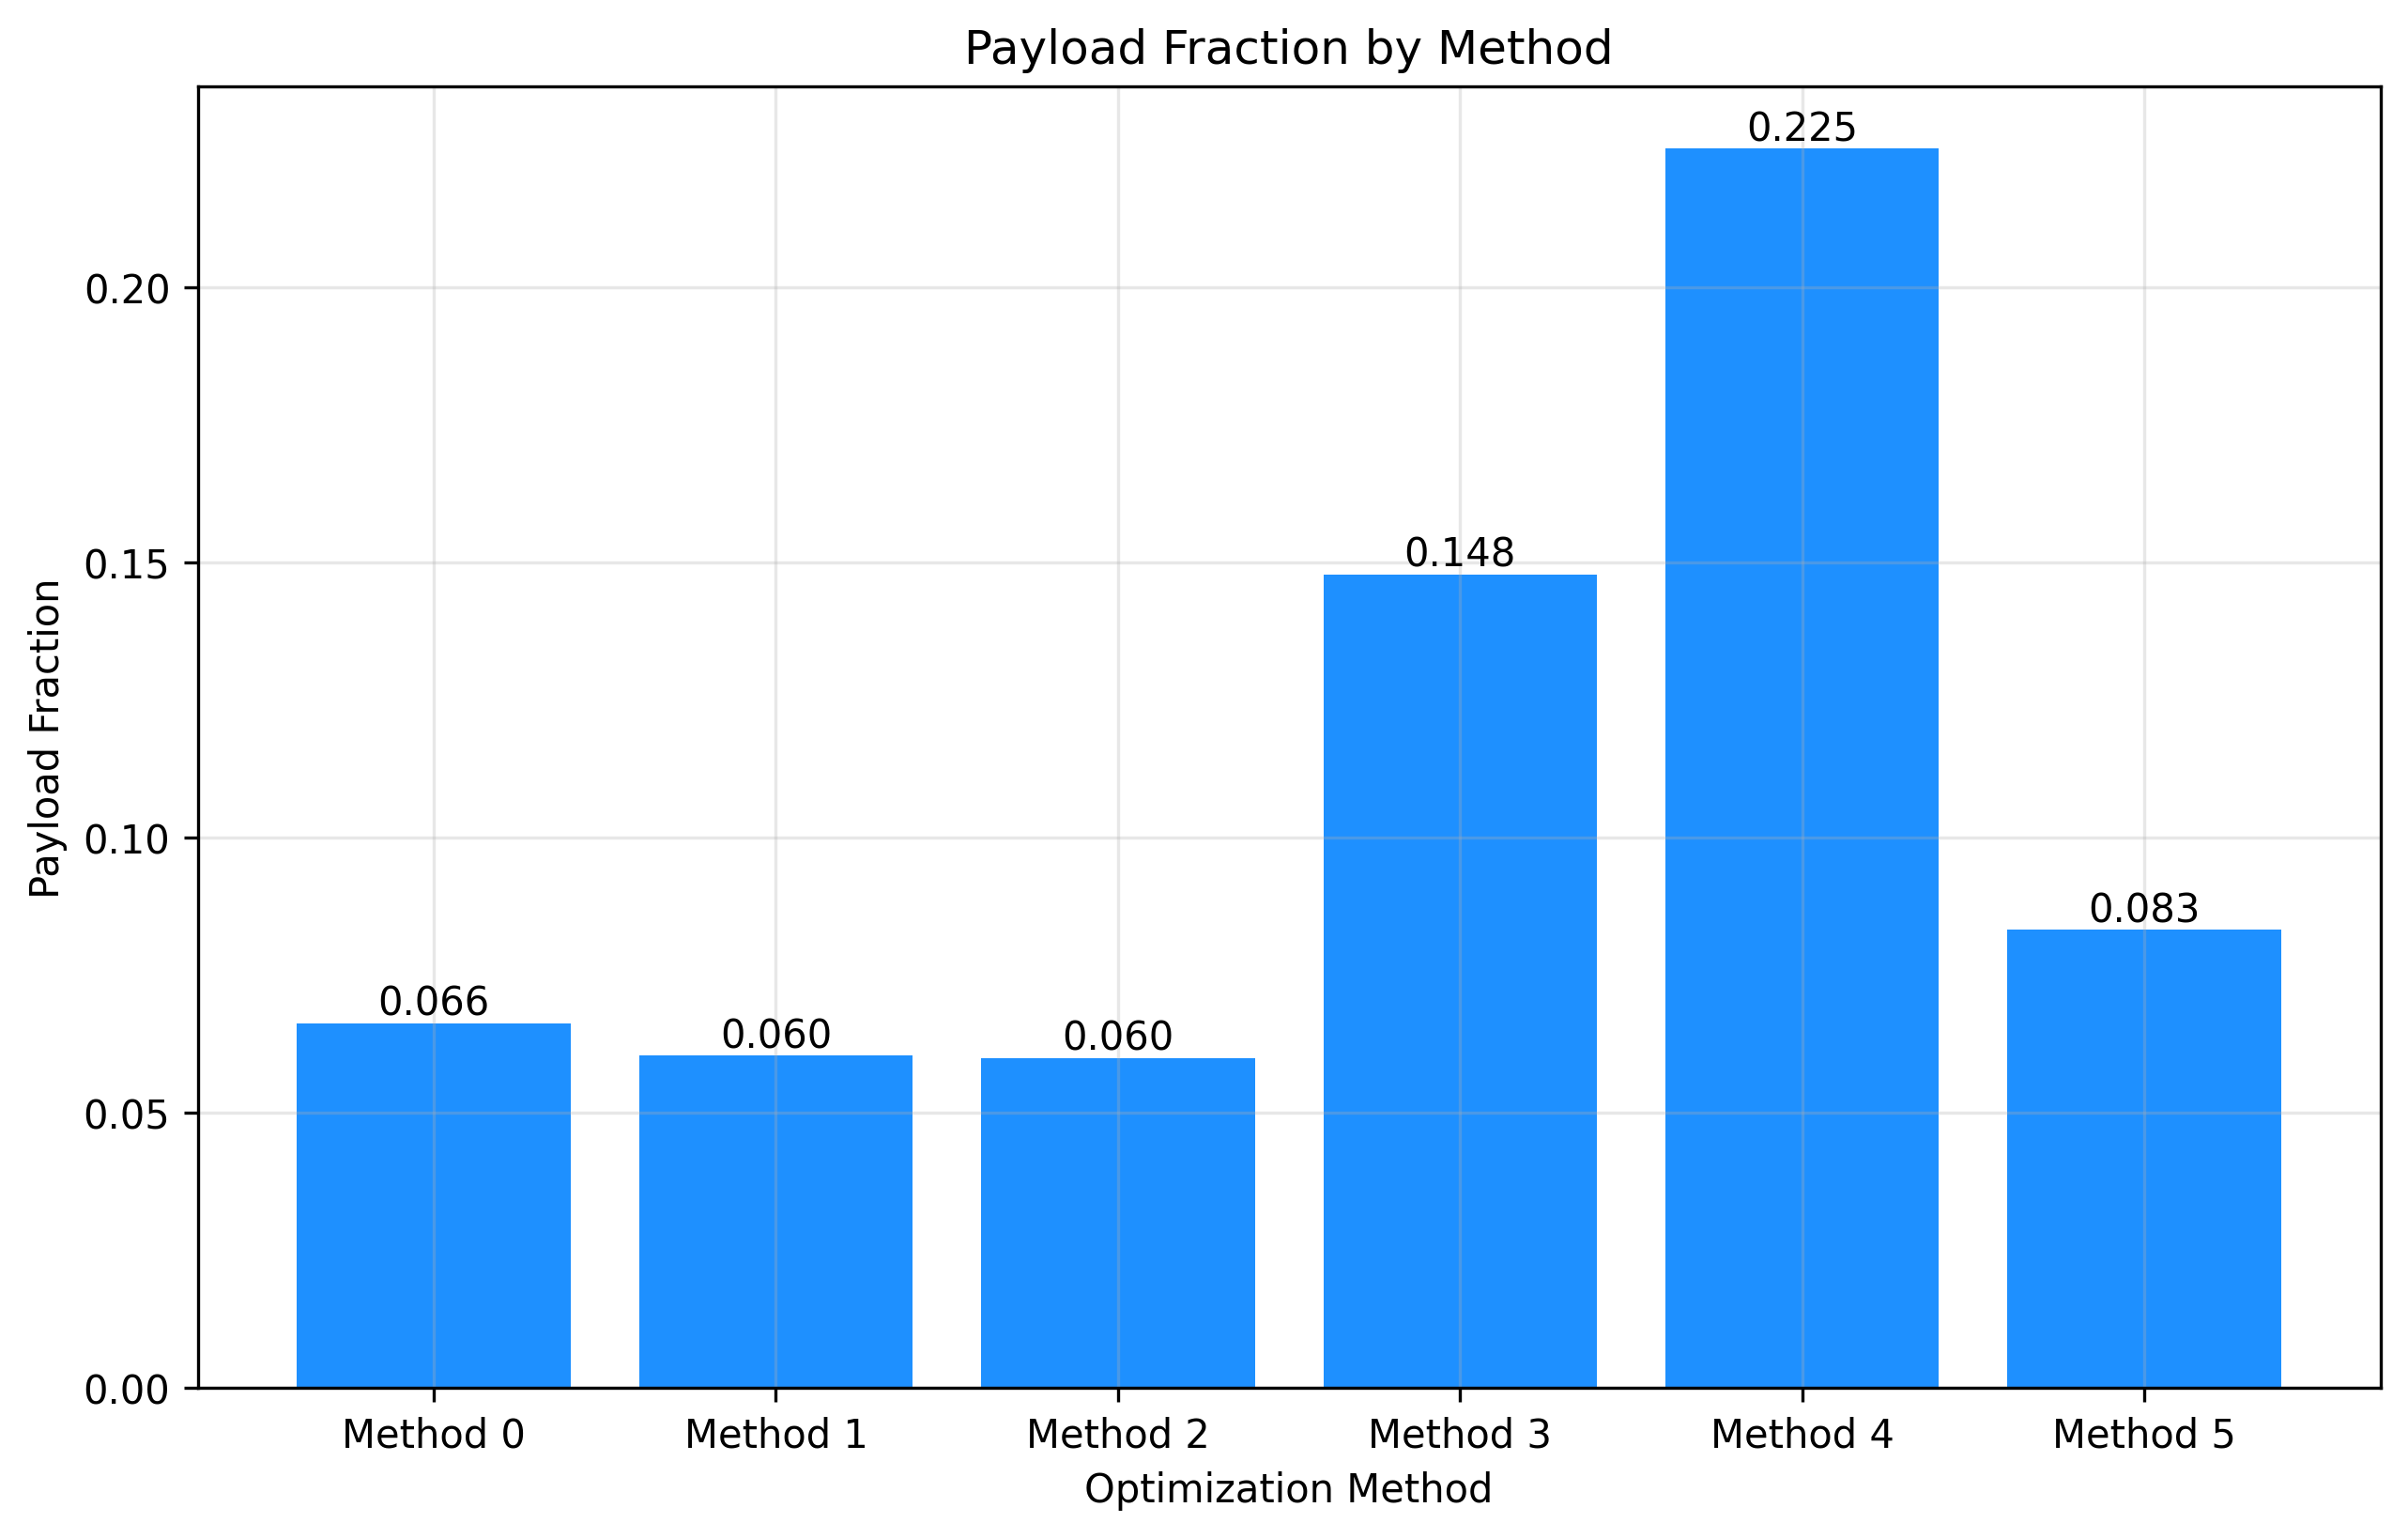 Payload Fraction by Method
0.225
0.20
0.148
0.15
Payload Fraction
0.10
0.083
0.066
0.060
0.060
0.05
0.00
Method 0 Method 1 Method 2 Method 3 Method 4 Method 5
Optimization Method